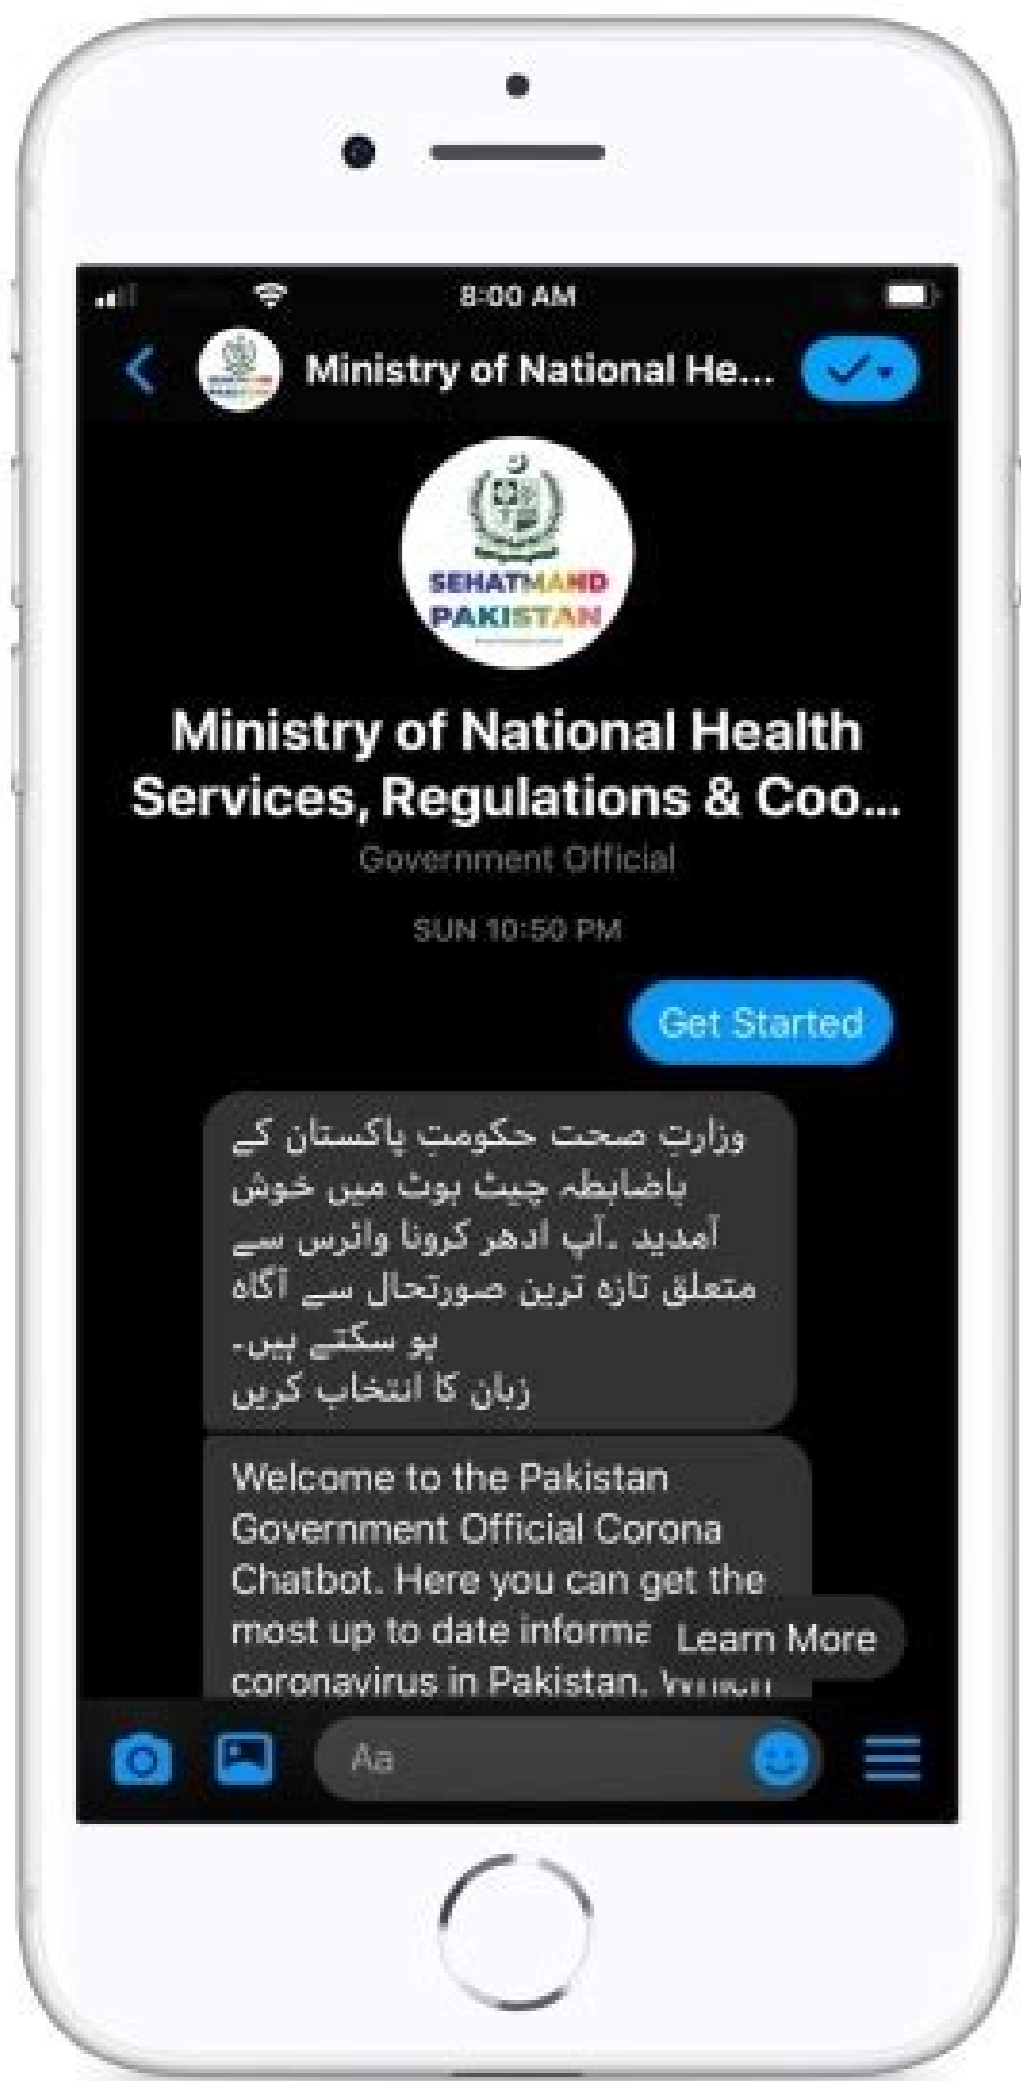 8:00 AM
Ministry of National He...
SEHATMAND
PAKISTAN
Ministry of National Health
Services, Regulations & Coo...
Government Official
SUN 10:50 PM
Get Started
وزارتِ صحت حکومتِ پاکستان کے
باضابطہ چیٹ بوٹ میں خوش
آمدید ۔آپ ادھر کرونا وائرس سے
متعلق تازہ ترین صورتحال سے آگاہ
ہو سکتے ہیں۔
زبان کا انتخاب کریں
Welcome to the Pakistan
Government Official Corona
Chatbot. Here you can get the
most up to date
Learn More
coronavirus in Pakistan.
Aa